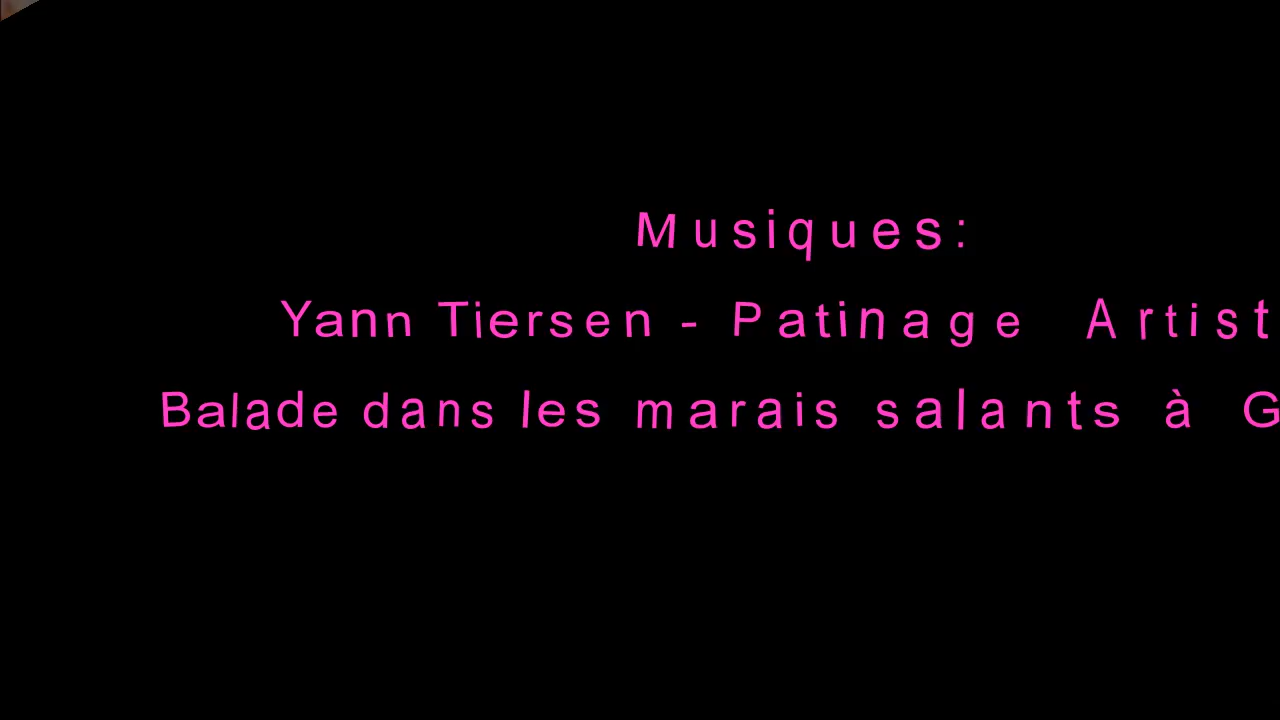 Musiques:
Yann Tiersen - Patinage Artist
Balade dans les marais salants à G